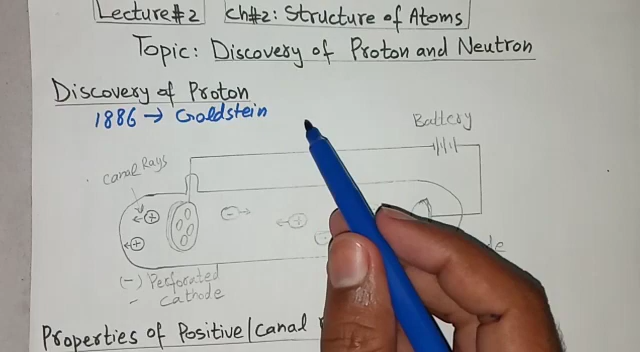 Lecture#2 Ch#2: Structure of Atoms
Topic: Discovery of Proton and Neutron
Discovery of Proton
1886 → Goldstein
Battery
Canal Rays
+
-
+
+
(-) Perforated
cathode
Properties of Positive/Canal